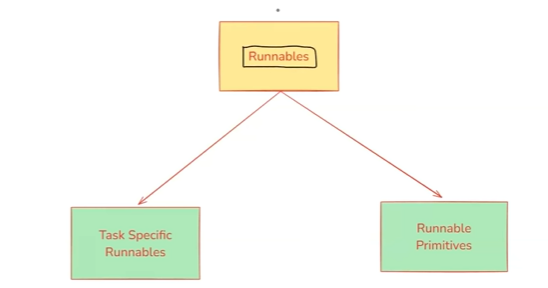 Runnables
Task Specific
Runnables
Runnable
Primitives